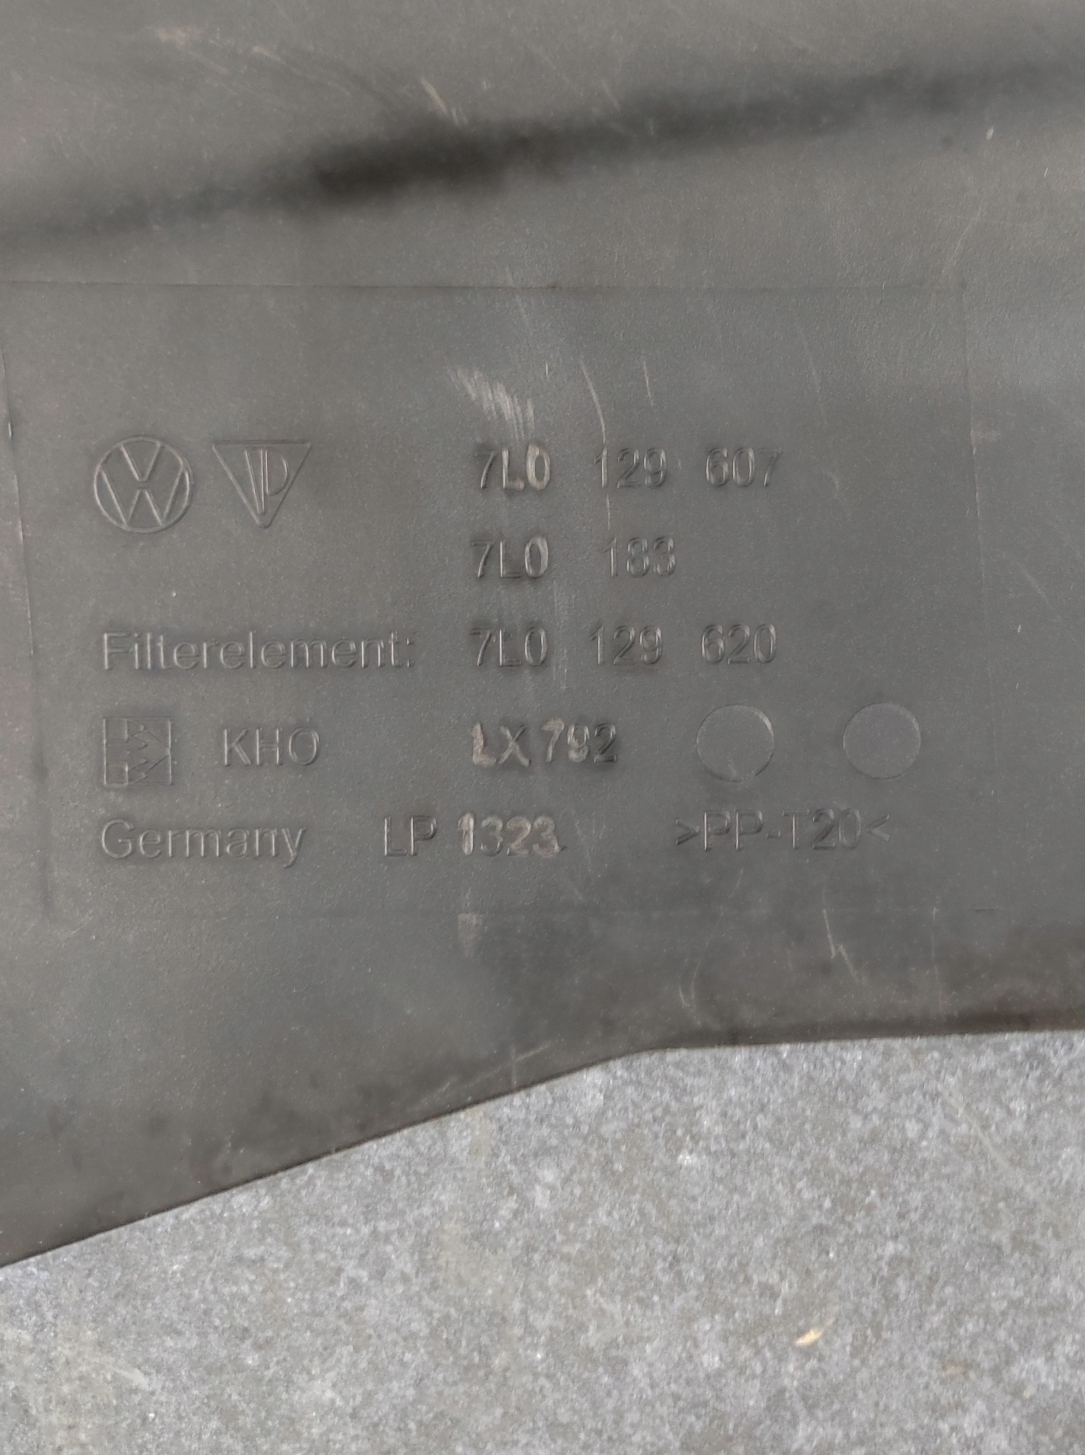 7L0 129 607
7L0 183
Filterelement: 7L0 129 620
KHO LX 792
Germany LP 1323 >PP-T20<